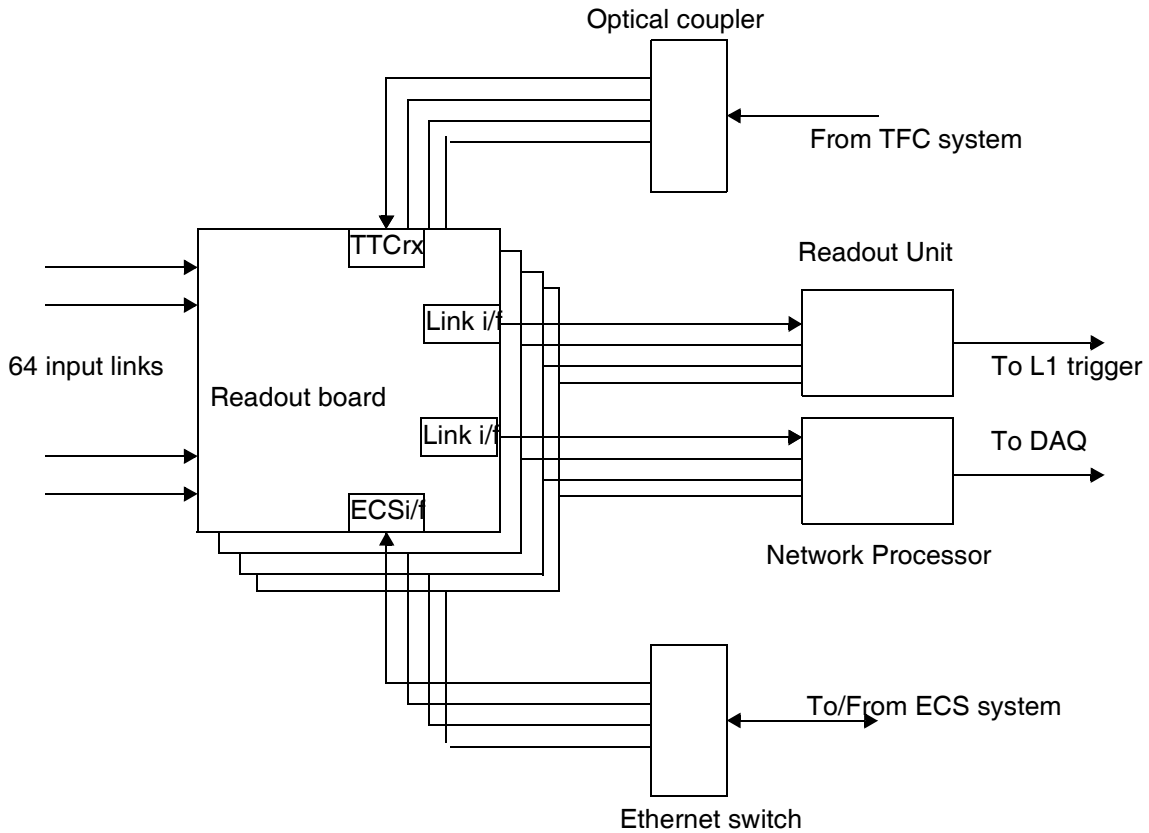 Optical coupler
From TFC system
TTCrx
Readout Unit
Link i/f
64 input links
To L1 trigger
Readout board
Link i/f
To DAQ
ECSi/f
Network Processor
To/From ECS system
Ethernet switch